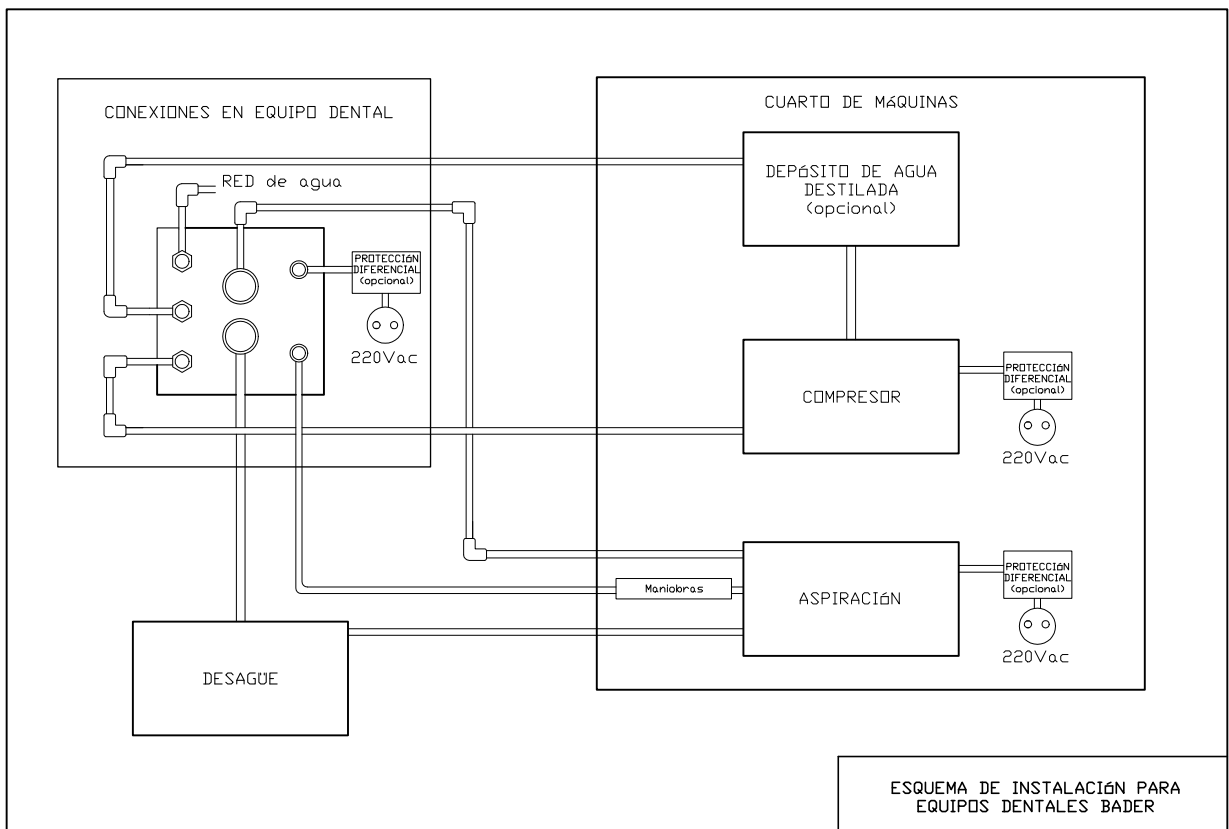 CONEXIONES EN EQUIPO DENTAL
RED de agua
PROTECCIóN
DIFERENCIAL
(opcional)
220Vac
CUARTO DE MáQUINAS
DEPóSITO DE AGUA
DESTILADA
(opcional)
COMPRESOR
PROTECCIóN
DIFERENCIAL
(opcional)
220Vac
Maniobras
ASPIRACIóN
PROTECCIóN
DIFERENCIAL
(opcional)
220Vac
DESAGüE
ESQUEMA DE INSTALACIóN PARA
EQUIPOS DENTALES BADER